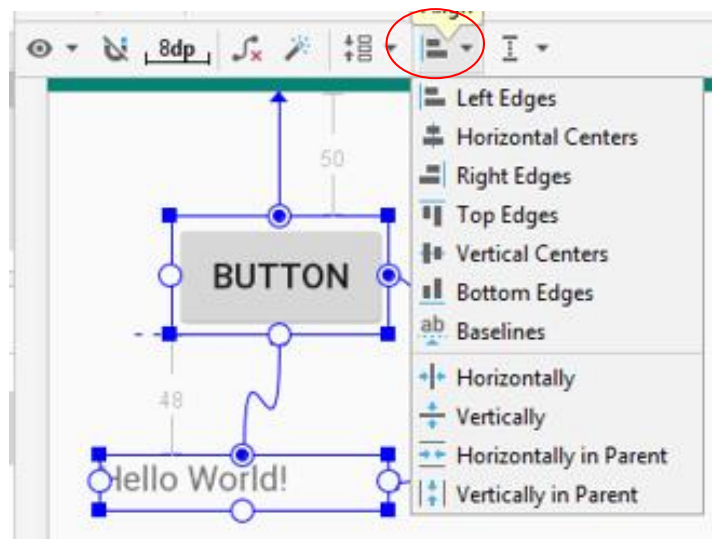 8dp
Left Edges
Horizontal Centers
50
Right Edges
Top Edges
BUTTON
Vertical Centers
Bottom Edges
ab Baselines
Horizontally
48
Vertically
Hello World!
Horizontally in Parent
Vertically in Parent